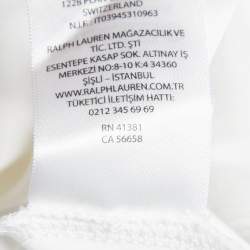 1228 PLAN
SWITZERLAND
N.I.F. IT03945310963
RALPH LAUREN MAĞAZACILIK VE
TİC. LTD. ŞTİ
ESENTEPE KASAP SOK. ALTINAY İŞ
MERKEZİ NO:8-10 K:4 34360
ŞİŞLİ – İSTANBUL
WWW.RALPHLAUREN.COM.TR
TÜKETİCİ İLETİŞİM HATTI:
0212 345 69 69
RN 41381
CA 56658